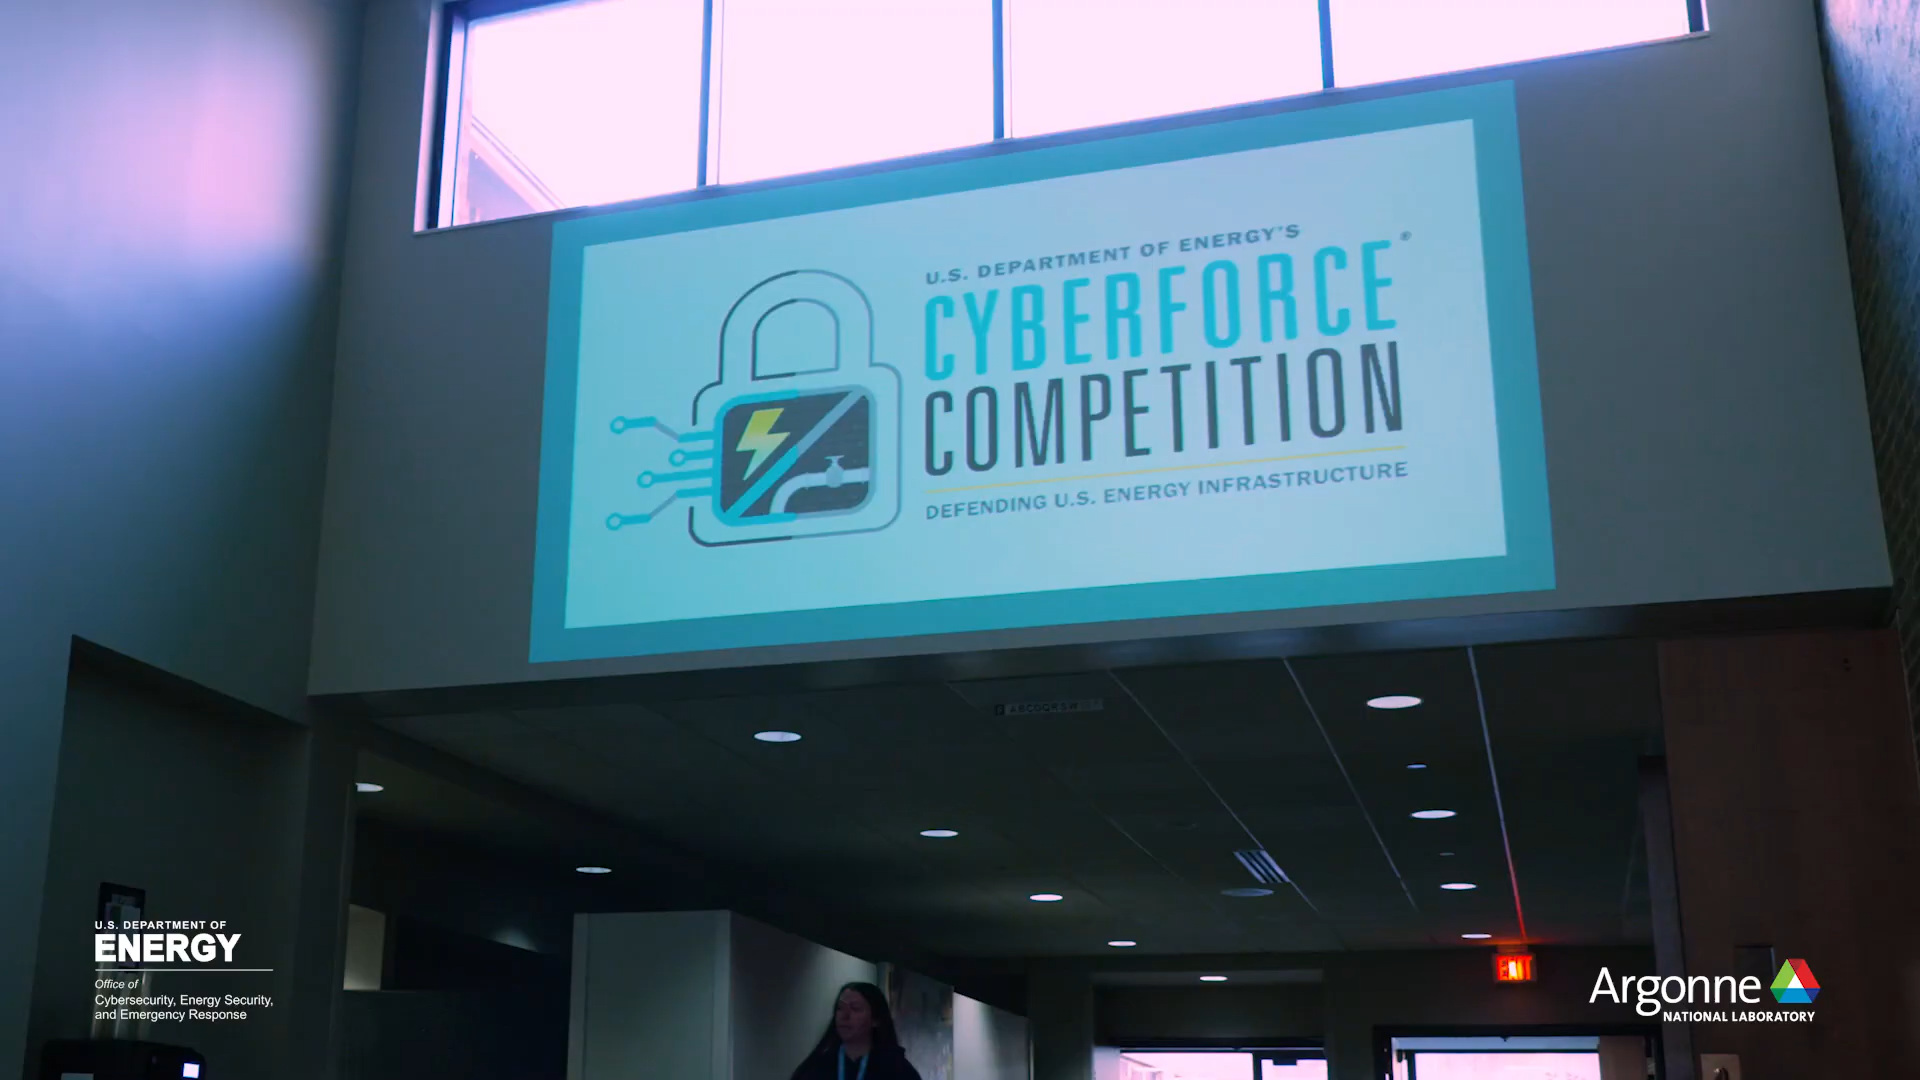 U.S. DEPARTMENT OF ENERGY'S
CYBERFORCE®
COMPETITION
DEFENDING U.S. ENERGY INFRASTRUCTURE
EXIT
U.S. DEPARTMENT OF
ENERGY
Office of
Cybersecurity, Energy Security,
and Emergency Response
Argonne
NATIONAL LABORATORY